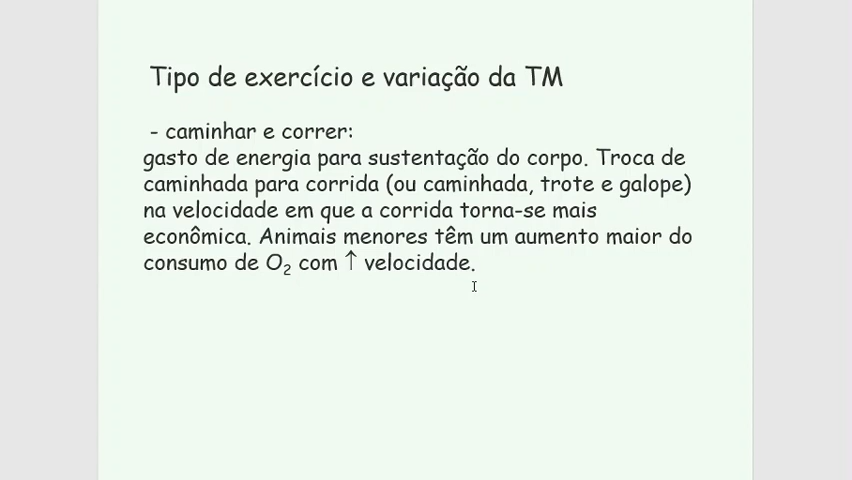 Tipo de exercício e variação da TM
- caminhar e correr:
gasto de energia para sustentação do corpo. Troca de
caminhada para corrida (ou caminhada, trote e galope)
na velocidade em que a corrida torna-se mais
econômica. Animais menores têm um aumento maior do
consumo de O₂ com ↑ velocidade.